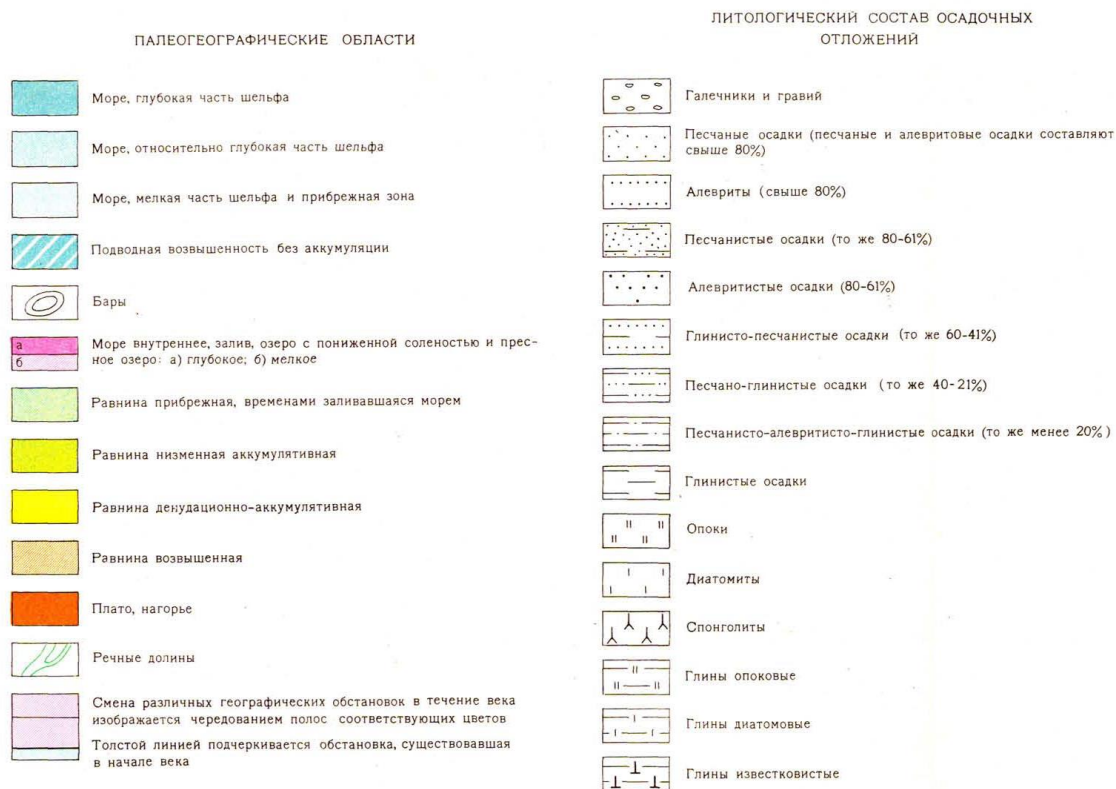 ПАЛЕОГЕОГРАФИЧЕСКИЕ ОБЛАСТИ
Море, глубокая часть шельфа
Море, относительно глубокая часть шельфа
Море, мелкая часть шельфа и прибрежная зона
Подводная возвышенность без аккумуляции
Бары
а
б
Море внутреннее, залив, озеро с пониженной соленостью и прес-
ное озеро: а) глубокое; б) мелкое
Равнина прибрежная, временами заливавшаяся морем
Равнина низменная аккумулятивная
Равнина денудационно-аккумулятивная
Равнина возвышенная
Плато, нагорье
Речные долины
Смена различных географических обстановок в течение века
изображается чередованием полос соответствующих цветов
Толстой линией подчеркивается обстановка, существовавшая
в начале века
ЛИТОЛОГИЧЕСКИЙ СОСТАВ ОСАДОЧНЫХ
ОТЛОЖЕНИЙ
Галечники и гравий
Песчаные осадки (песчаные и алевритовые осадки составляют
свыше 80%)
Алевриты (свыше 80%)
Песчанистые осадки (то же 80-61%)
Алевритистые осадки (80-61%)
Глинисто-песчанистые осадки (то же 60-41%)
Песчано-глинистые осадки (то же 40-21%)
Песчанисто-алевритисто-глинистые осадки (то же менее 20%)
Глинистые осадки
Опоки
Диатомиты
Спонголиты
Глины опоковые
Глины диатомовые
Глины известковистые